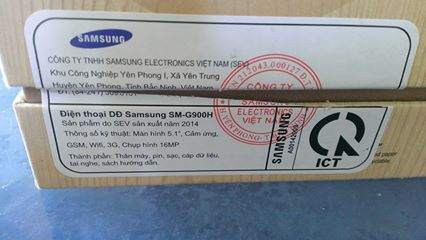 SAMSUNG
CÔNG TY TNHH SAMSUNG ELECTRONICS VIỆT NAM (SEV)
Khu Công Nghiệp Yên Phong I, Xã Yên Trung
Huyện Yên Phong, Tỉnh Bắc Ninh, Việt Nam
Điện thoại DĐ Samsung SM-G900H
Sản phẩm do SEV sản xuất năm 2014
Thông số kỹ thuật: Màn hình 5.1", Cảm ứng,
GSM, Wifi, 3G, Chụp hình 16MP
Thành phần: Thân máy, pin, sạc, cáp dữ liệu,
tai nghe, sách hướng dẫn.
CÔNG TY
SAMSUNG
ELECTRONICS
VIỆT NAM
SAMSUNG
ICT
paper